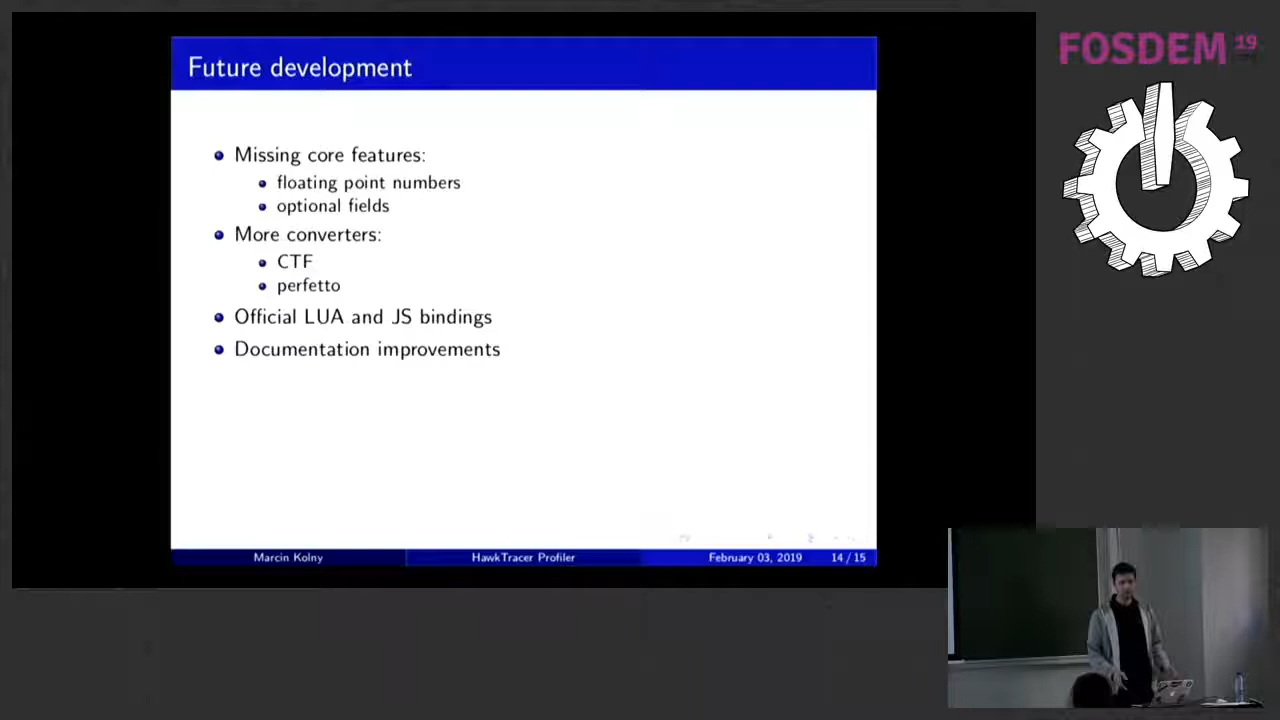 FOSDEM 19
Future development
Missing core features:
floating point numbers
optional fields
More converters:
CTF
perfetto
Official LUA and JS bindings
Documentation improvements
Marcin Kolny HawkTracer Profiler February 03, 2019 14 / 15